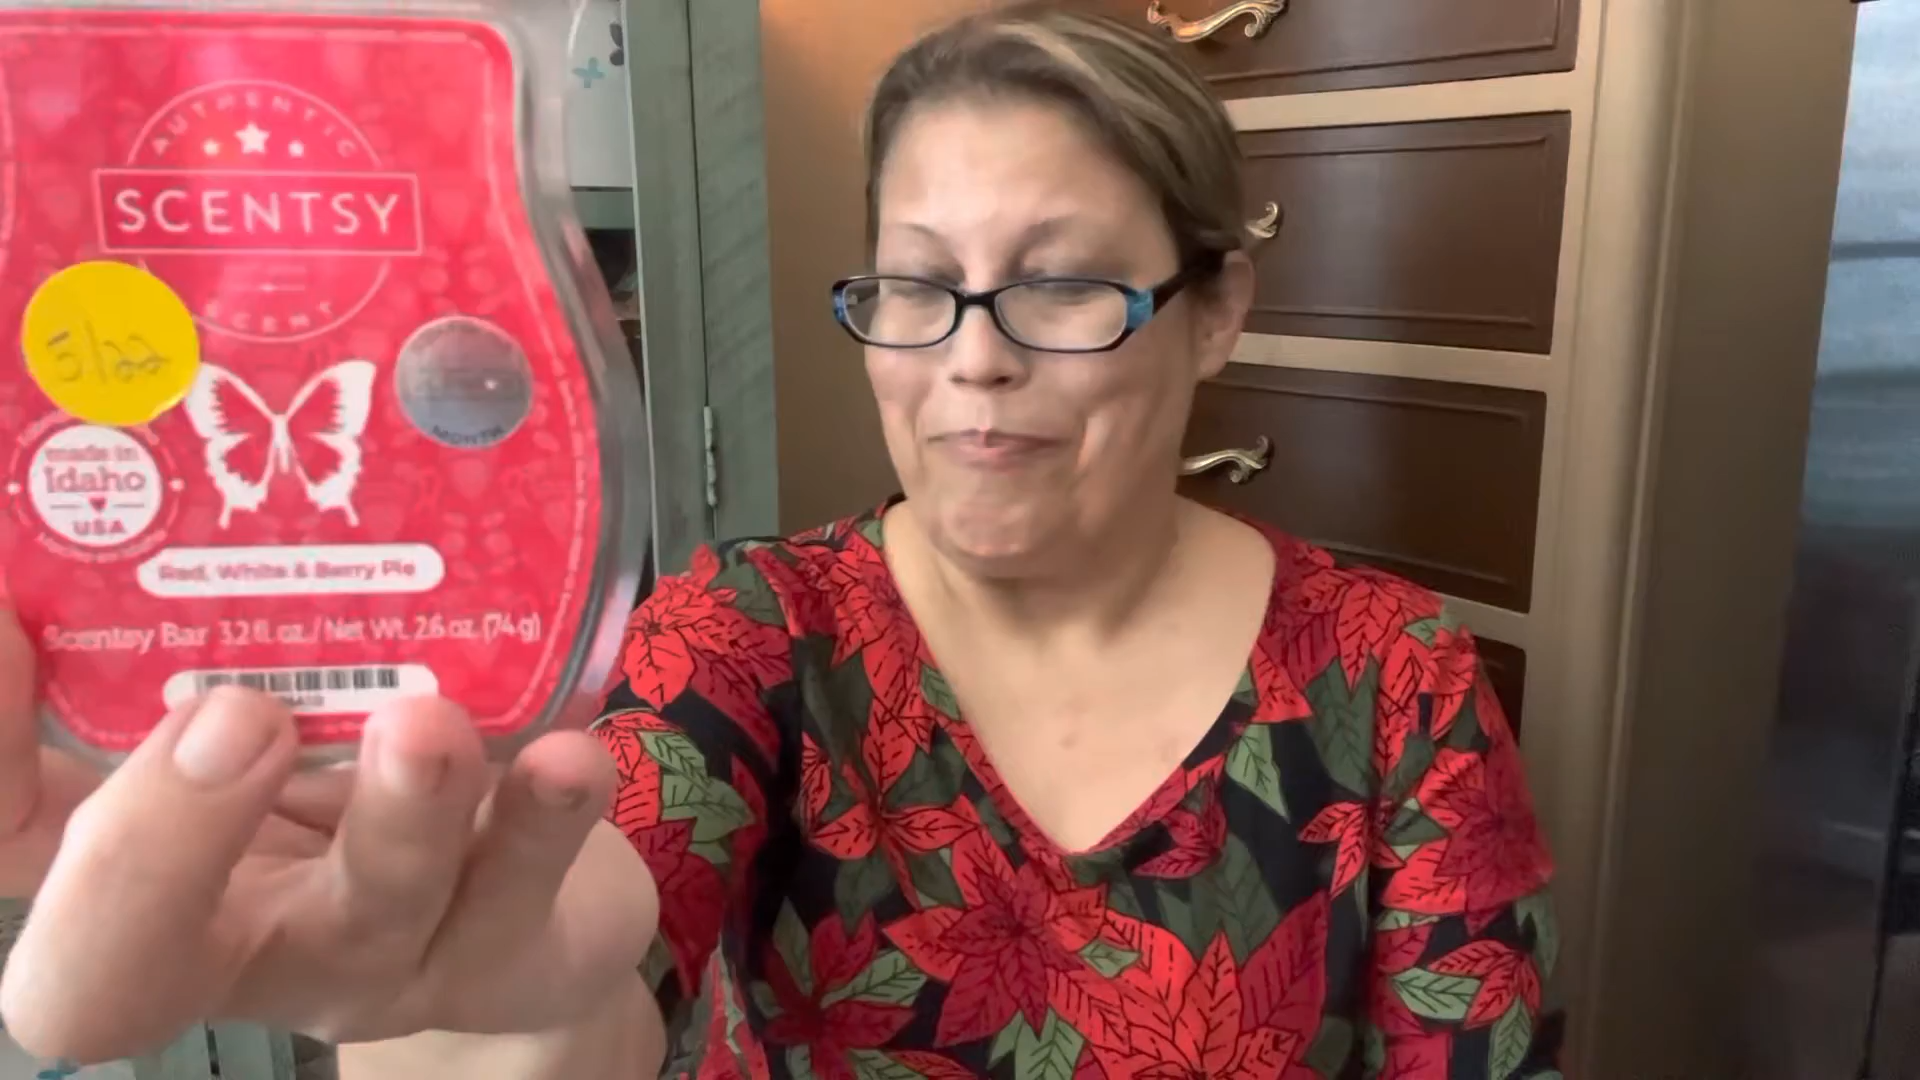 AUTHENTIC
SCENTSY
SCENT
5/22
MONTH
made in
Idaho
USA
Red, White & Berry Pie
Scentsy Bar 3.2 fl. oz. / Net Wt. 2.6 oz. (74 g)